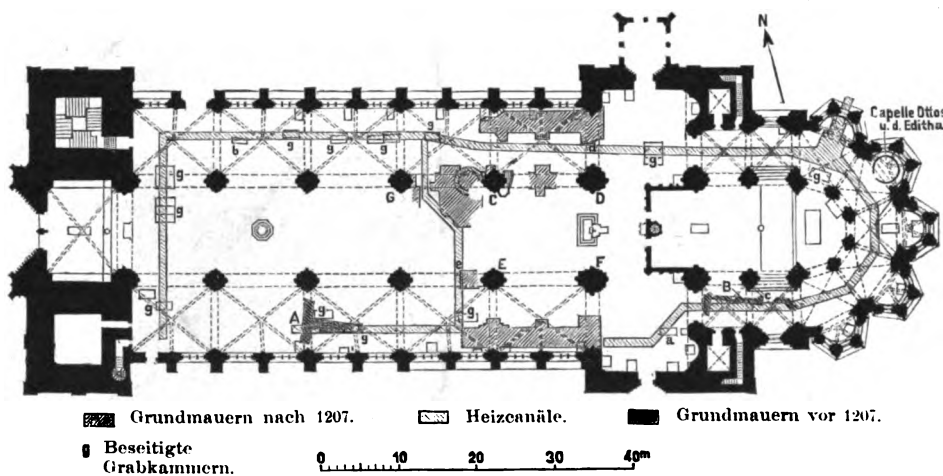 N
Capelle Ottos
u. d. Editha
b g g g g d g g
g G C D
g
e E F
B c
g A g g g a
Grundmauern nach 1207. Heizcanäle. Grundmauern vor 1207.
g Beseitigte
Grabkammern.
0 10 20 30 40m